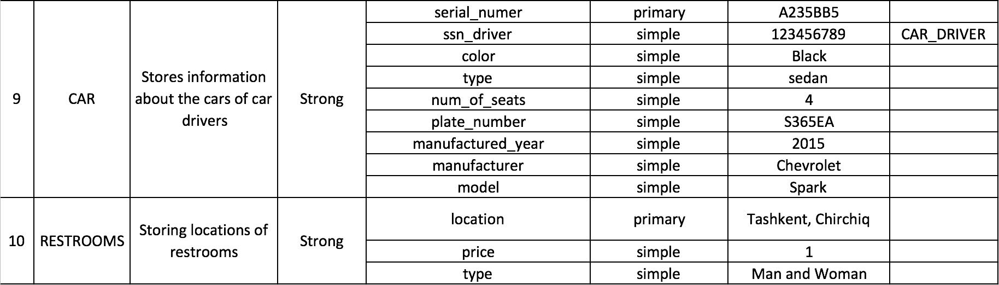 9
CAR
Stores information
about the cars of car
drivers
Strong
serial_numer primary A235BB5
ssn_driver simple 123456789 CAR_DRIVER
color simple Black
type simple sedan
num_of_seats simple 4
plate_number simple S365EA
manufactured_year simple 2015
manufacturer simple Chevrolet
model simple Spark
10
RESTROOMS
Storing locations of
restrooms
Strong
location primary Tashkent, Chirchiq
price simple 1
type simple Man and Woman